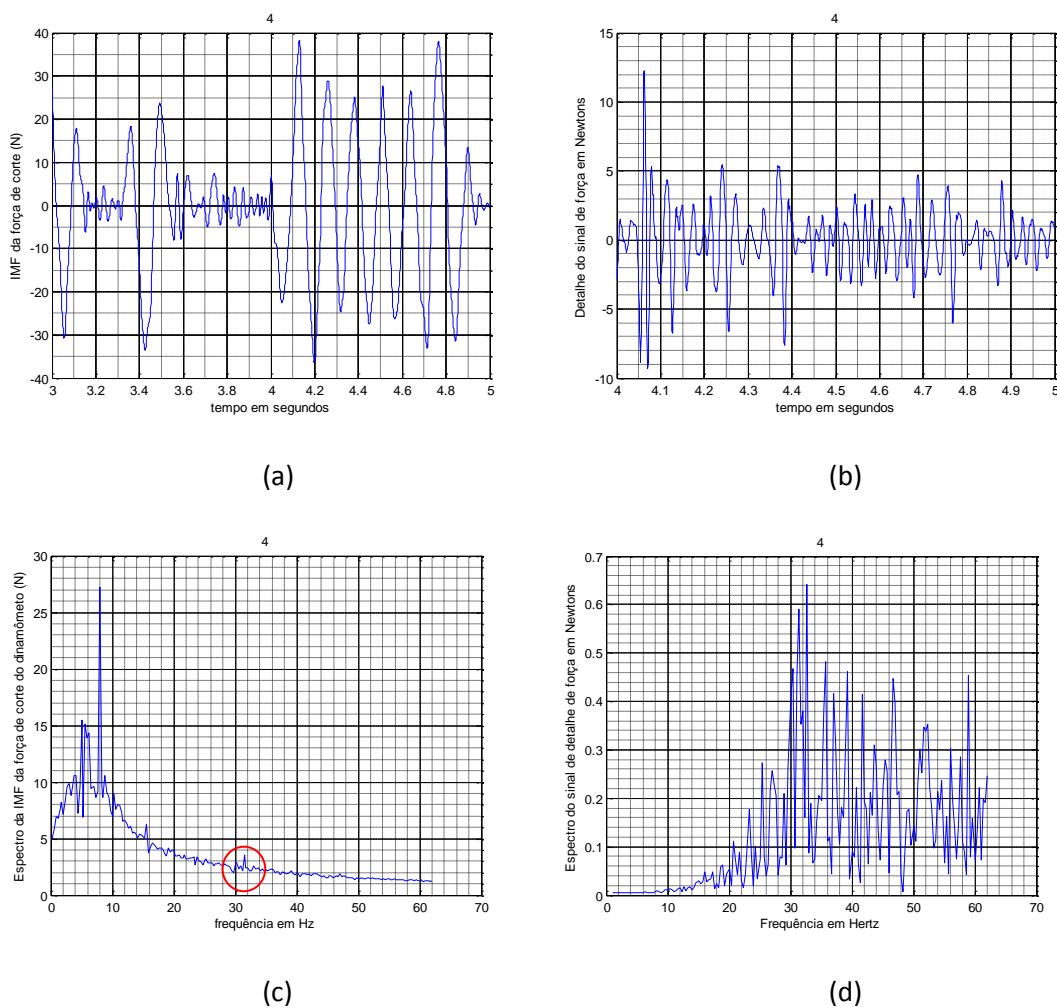 4
IMF da força de corte (N)
40
30
20
10
0
-10
-20
-30
-40
3 3.2 3.4 3.6 3.8 4 4.2 4.4 4.6 4.8 5
tempo em segundos
(a)
4
Detalhe do sinal de força em Newtons
15
10
5
0
-5
-10
4 4.1 4.2 4.3 4.4 4.5 4.6 4.7 4.8 4.9 5
tempo em segundos
(b)
4
Espectro da IMF da força de corte do dinamômetro (N)
30
25
20
15
10
5
0
0 10 20 30 40 50 60 70
frequência em Hz
(c)
4
Espectro do sinal de detalhe de força em Newtons
0.7
0.6
0.5
0.4
0.3
0.2
0.1
0
0 10 20 30 40 50 60 70
Frequência em Hertz
(d)